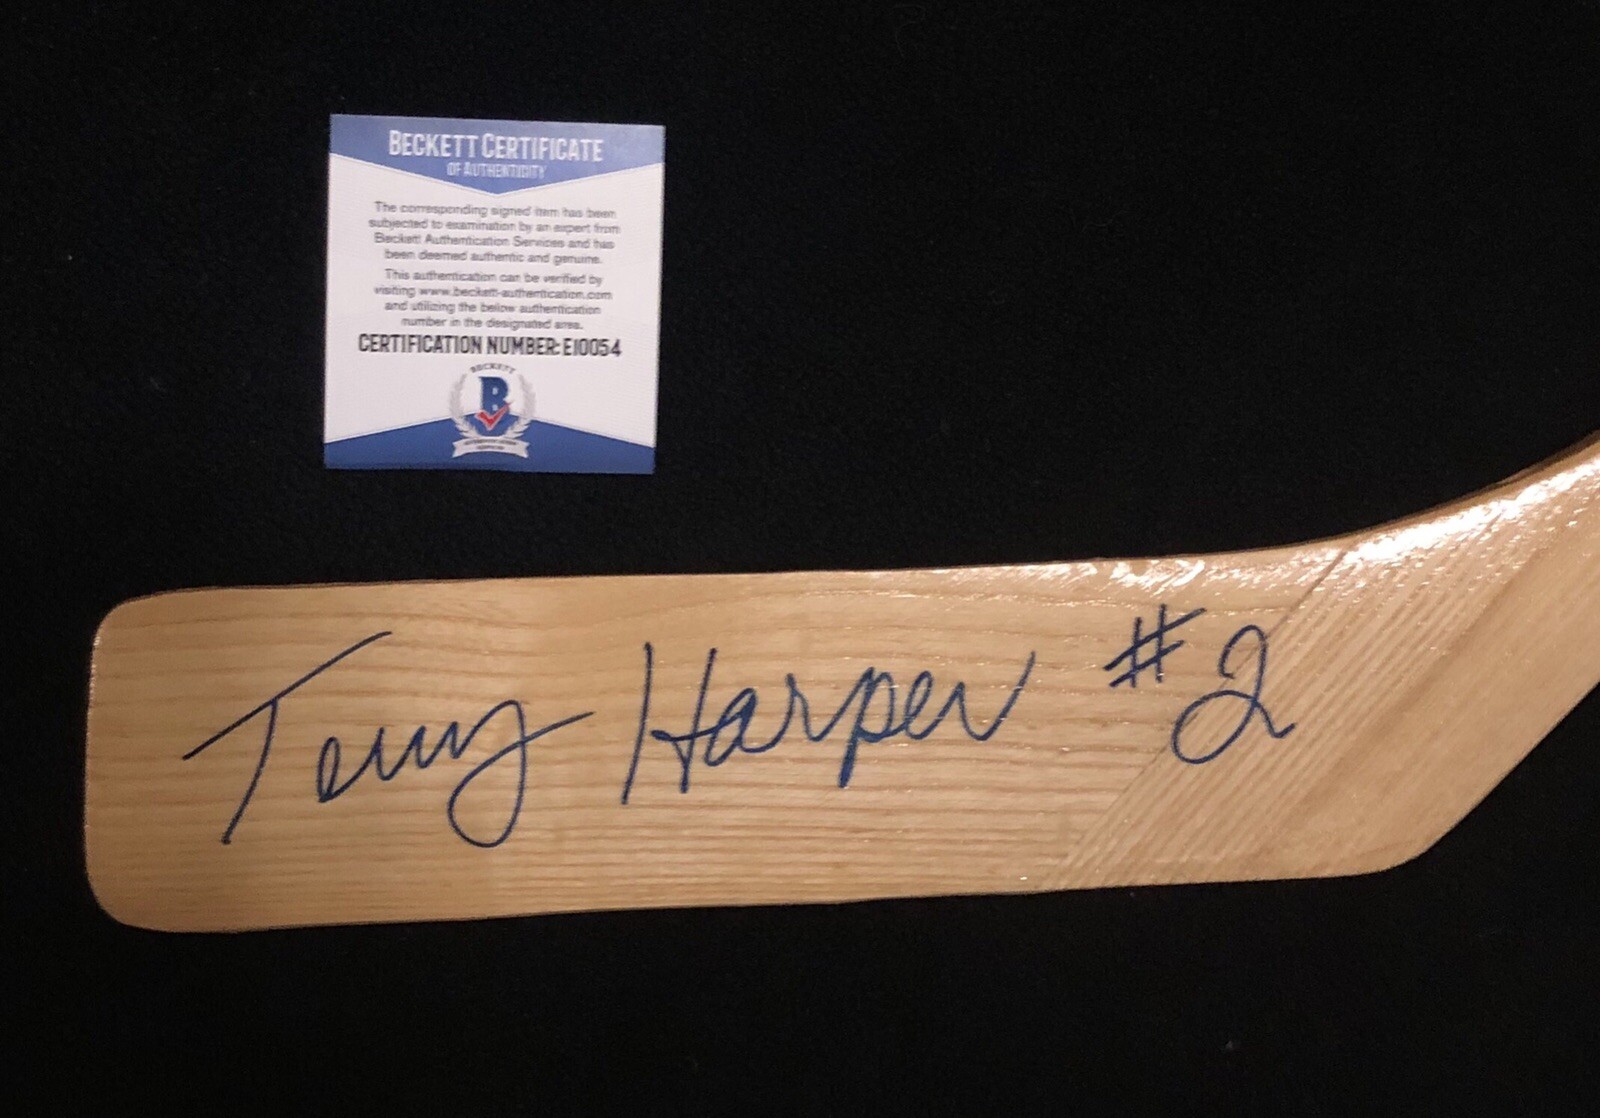 BECKETT CERTIFICATE
OF AUTHENTICITY
The corresponding signed item has been
subjected to examination by an expert from
Beckett Authentication Services and has
been deemed authentic and genuine.
This authentication can be verified by
visiting www.beckett-authentication.com
and utilizing the below authentication
number in the designated area.
CERTIFICATION NUMBER: E10054
BECKETT
B
Terry Harper #2